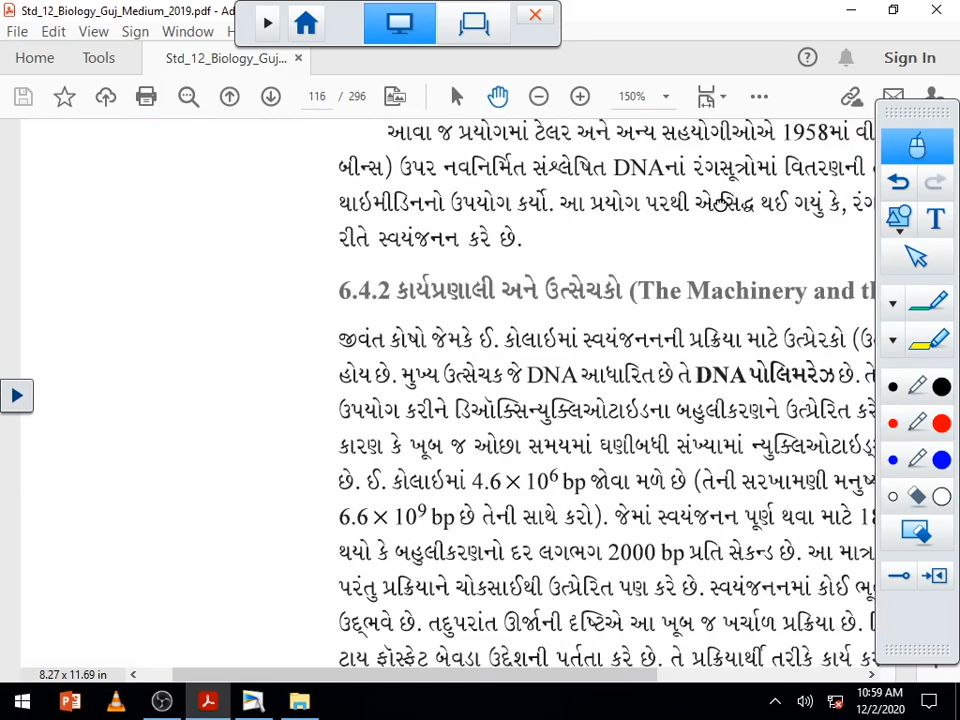 Std_12_Biology_Guj_Medium_2019.pdf - Ad
File Edit View Sign Window H
Home Tools Std_12_Biology_Guj... × Sign In
116 / 296 150%
આવા જ પ્રયોગમાં ટેલર અને અન્ય સહયોગીઓએ 1958માં વી
બીન્સ) ઉપર નવનિર્મિત સંશ્લેષિત DNAનાં રંગસૂત્રોમાં વિતરણની
થાઇમીડિનનો ઉપયોગ કર્યો. આ પ્રયોગ પરથી એ સિદ્ધ થઈ ગયું કે, રંગ
રીતે સ્વયંજનન કરે છે.
6.4.2 કાર્યપ્રણાલી અને ઉત્સેચકો (The Machinery and th
જીવંત કોષો જેમકે ઈ. કોલાઇમાં સ્વયંજનનની પ્રક્રિયા માટે ઉત્પ્રેરકો (ઉ
હોય છે. મુખ્ય ઉત્સેચક જે DNA આધારિત છે તે DNA પોલિમરેઝ છે. તે
ઉપયોગ કરીને ડિઑક્સિન્યુક્લિઓટાઇડના બહુલીકરણને ઉત્પ્રેરિત કરે
કારણ કે ખૂબ જ ઓછા સમયમાં ઘણીબધી સંખ્યામાં ન્યુક્લિઓટાઇડ્
છે. ઈ. કોલાઇમાં 4.6 × 10⁶ bp જોવા મળે છે (તેની સરખામણી મનુષ્ય
6.6 × 10⁹ bp છે તેની સાથે કરો). જેમાં સ્વયંજનન પૂર્ણ થવા માટે 18
થયો કે બહુલીકરણનો દર લગભગ 2000 bp પ્રતિ સેકન્ડ છે. આ માત્ર
પરંતુ પ્રક્રિયાને ચોકસાઈથી ઉત્પ્રેરિત પણ કરે છે. સ્વયંજનનમાં કોઈ ભૂ
ઉદ્ભવે છે. તદુપરાંત ઊર્જાની દૃષ્ટિએ આ ખૂબ જ ખર્ચાળ પ્રક્રિયા છે.
ટાય ફૉસ્ફેટ બેવડા ઉદ્દેશની પર્તતા કરે છે. તે પ્રક્રિયાર્થી તરીકે કાર્ય ક
8.27 x 11.69 in
10:59 AM
12/2/2020